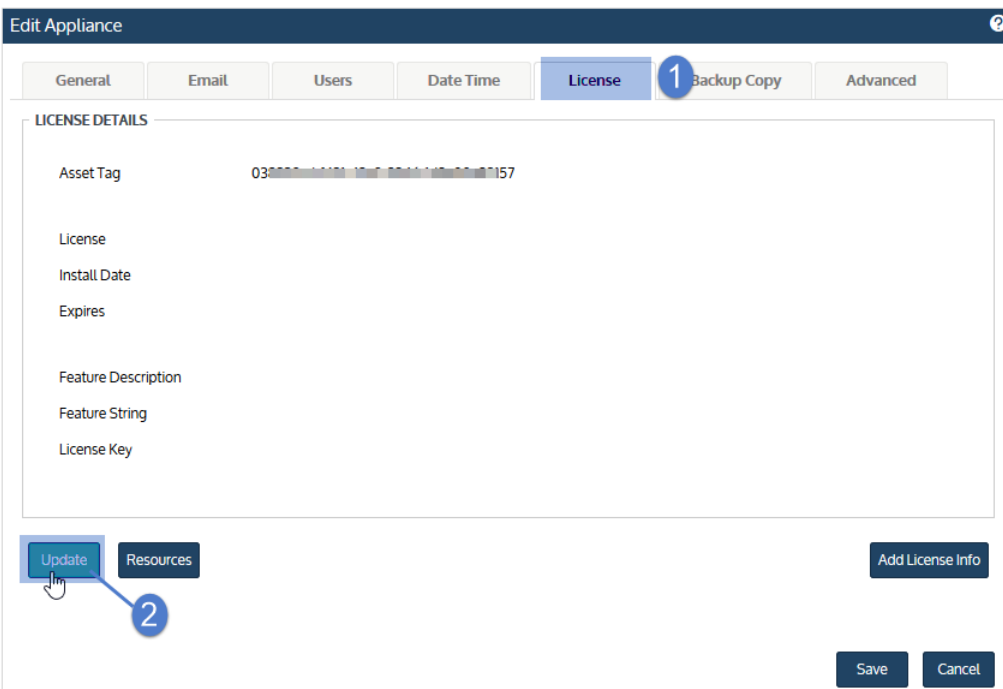 Edit Appliance ?
General Email Users Date Time License 1 Backup Copy Advanced
LICENSE DETAILS
Asset Tag
License
Install Date
Expires
Feature Description
Feature String
License Key
Update Resources Add License Info
2
Save Cancel